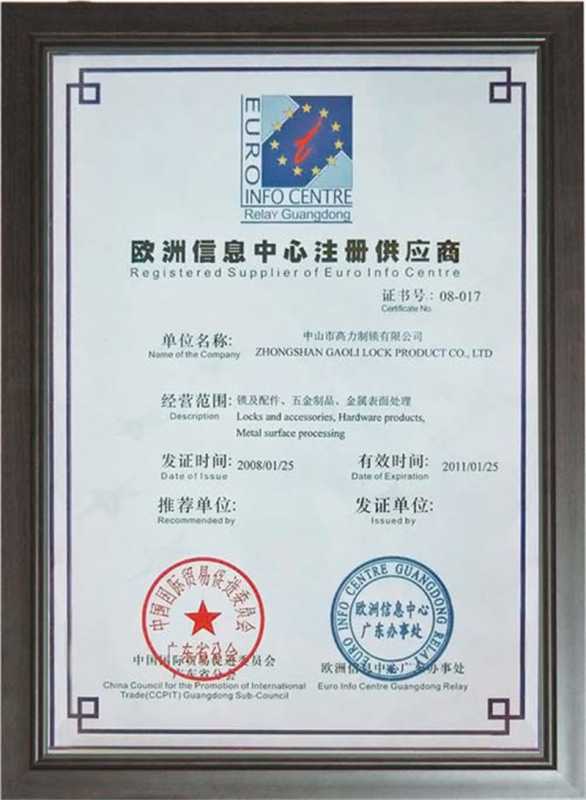 EURO
INFO CENTRE
Relay Guangdong
欧洲信息中心注册供应商
Registered Supplier of Euro Info Centre
证书号: 08-017
Certificate No.
单位名称: 中山市高力制锁有限公司
Name of the Company ZHONGSHAN GAOLI LOCK PRODUCT CO., LTD
经营范围: 锁及配件、五金制品、金属表面处理
Description Locks and accessories, Hardware products,
Metal surface processing
发证时间: 2008/01/25 有效时间: 2011/01/25
Date of Issue Date of Expiration
推荐单位: 发证单位:
Recommended by Issued by
中国国际贸易促进委员会
广东省分会
EURO INFO CENTRE GUANGDONG RELAY
欧洲信息中心
广东办事处
中国国际贸易促进委员会 欧洲信息中心广东办事处
广东省分会
China Council for the Promotion of International Euro Info Centre Guangdong Relay
Trade(CCPIT) Guangdong Sub-Council